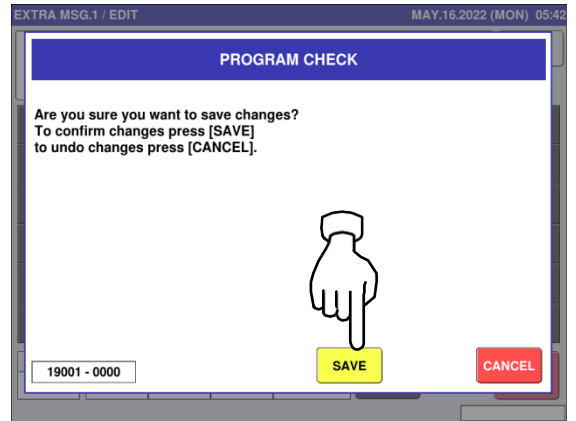 EXTRA MSG.1 / EDIT MAY.16.2022 (MON) 05:42
PROGRAM CHECK
Are you sure you want to save changes?
To confirm changes press [SAVE]
to undo changes press [CANCEL].
19001 - 0000
SAVE
CANCEL